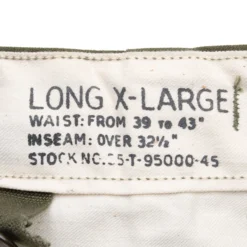 LONG X-LARGE
WAIST: FROM 39 TO 43"
INSEAM: OVER 32½"
STOCK NO. 55-T-95000-45